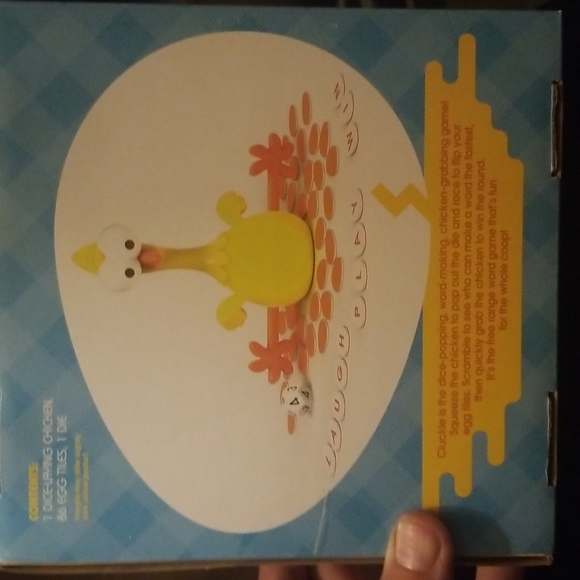 CONTENTS:
1 DICE-LAYING CHICKEN,
86 EGG TILES, 1 DIE
LAUGH PLAY WIN
Cluckle is the dice-popping, word-making, chicken-grabbing game!
Squeeze the chicken to pop out the die and race to flip your
egg tiles. Scramble to see who can make a word the fastest,
then quickly grab the chicken to win the round.
It's the free range word game that's fun
for the whole coop!